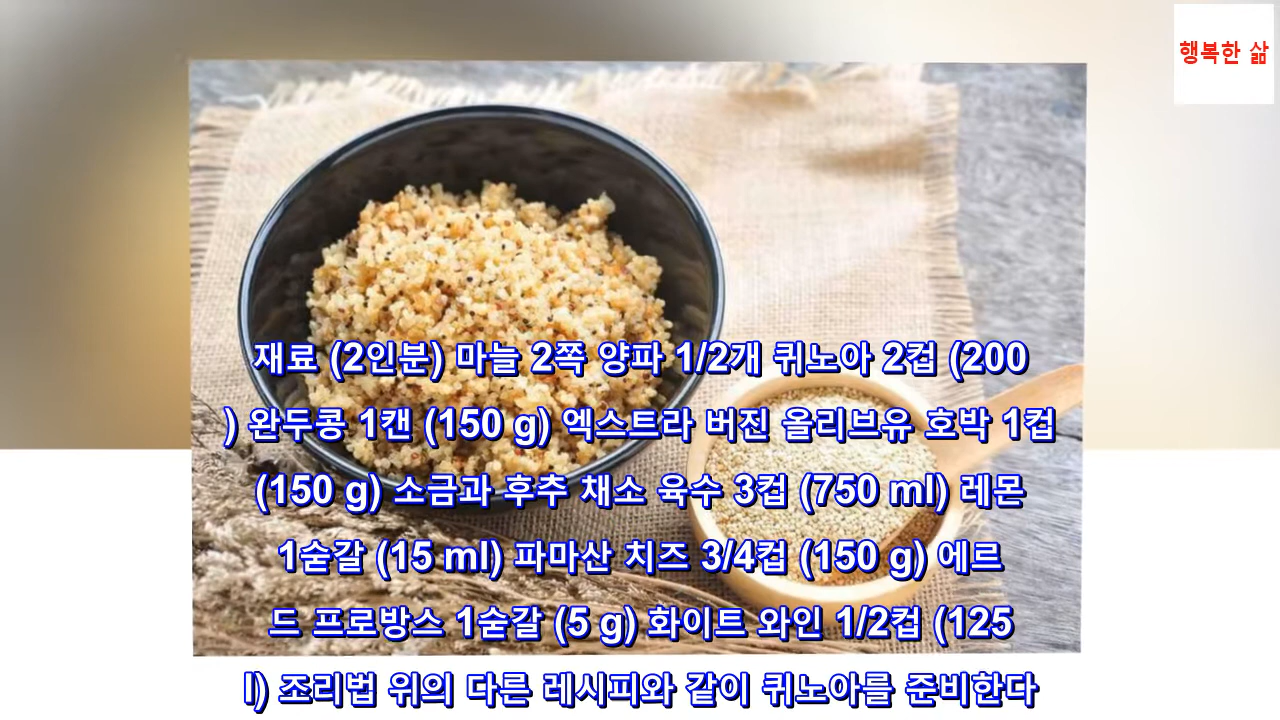 행복한 삶
재료 (2인분) 마늘 2쪽 양파 1/2개 퀴노아 2컵 (200
) 완두콩 1캔 (150 g) 엑스트라 버진 올리브유 호박 1컵
(150 g) 소금과 후추 채소 육수 3컵 (750 ml) 레몬
1숟갈 (15 ml) 파마산 치즈 3/4컵 (150 g) 에르
드 프로방스 1숟갈 (5 g) 화이트 와인 1/2컵 (125
l) 조리법 위의 다른 레시피와 같이 퀴노아를 준비한다